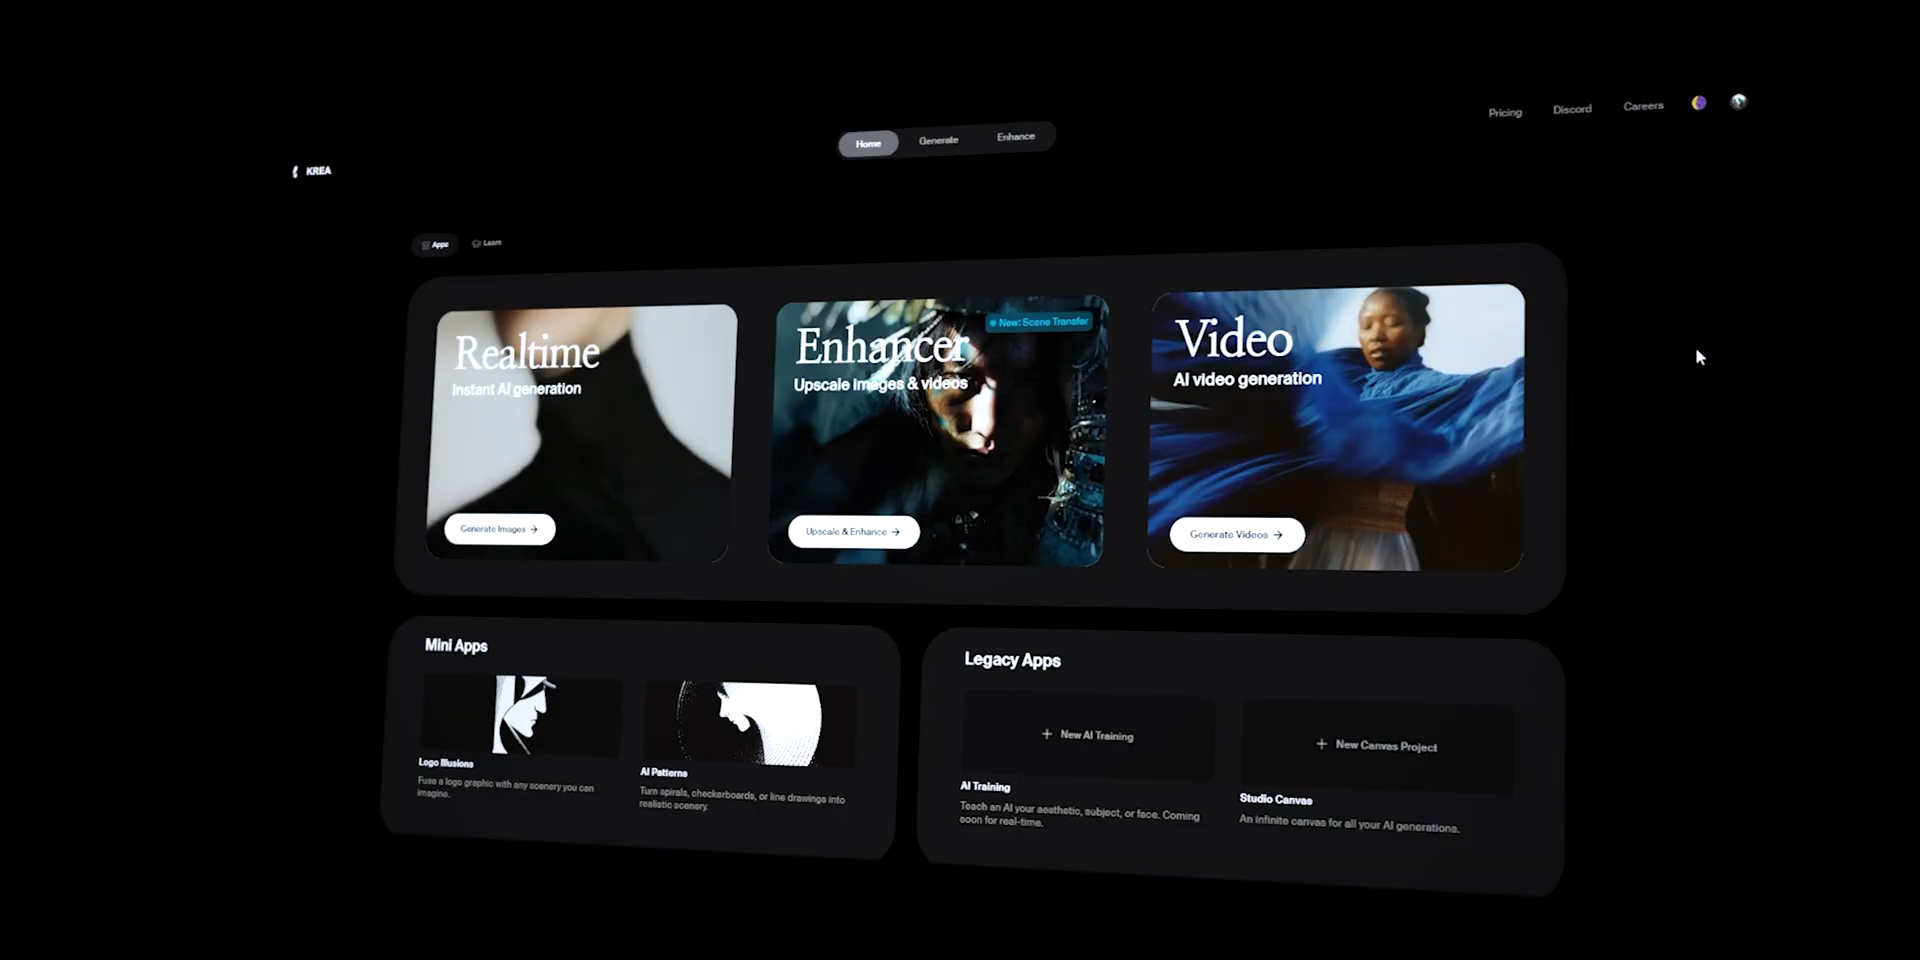 Pricing
Discord
Careers
Home
Generate
Enhance
KREA
Apps
Learn
Realtime
Instant AI generation
Generate Images →
Enhancer
New: Scene Transfer
Upscale images & videos
Upscale & Enhance →
Video
AI video generation
Generate Videos →
Mini Apps
Logo Illusions
Fuse a logo graphic with any scenery you can
imagine.
AI Patterns
Turn spirals, checkerboards, or line drawings into
realistic scenery.
Legacy Apps
+ New AI Training
AI Training
Teach an AI your aesthetic, subject, or face. Coming
soon for real-time.
+ New Canvas Project
Studio Canvas
An infinite canvas for all your AI generations.